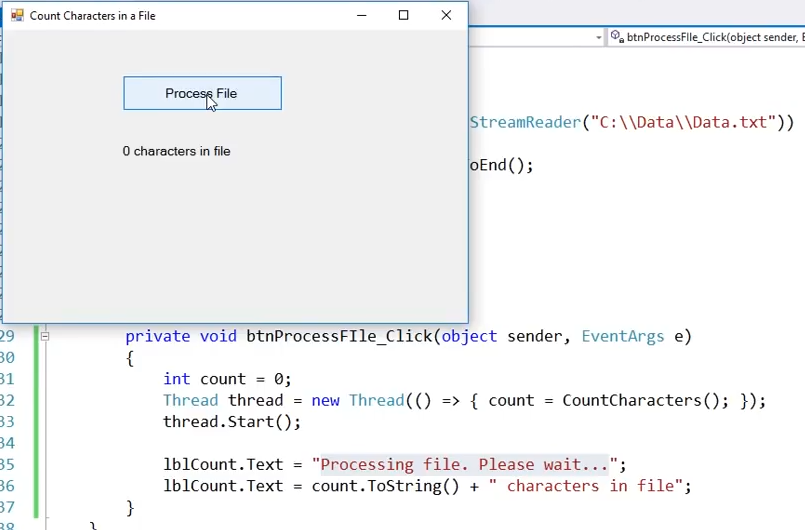 Count Characters in a File
btnProcessFIle_Click(object sender, E
Process File
StreamReader("C:\\Data\\Data.txt"))
0 characters in file
oEnd();
29 private void btnProcessFIle_Click(object sender, EventArgs e)
30 {
31 int count = 0;
32 Thread thread = new Thread(() => { count = CountCharacters(); });
33 thread.Start();
34
35 lblCount.Text = "Processing file. Please wait...";
36 lblCount.Text = count.ToString() + " characters in file";
37 }
38 }